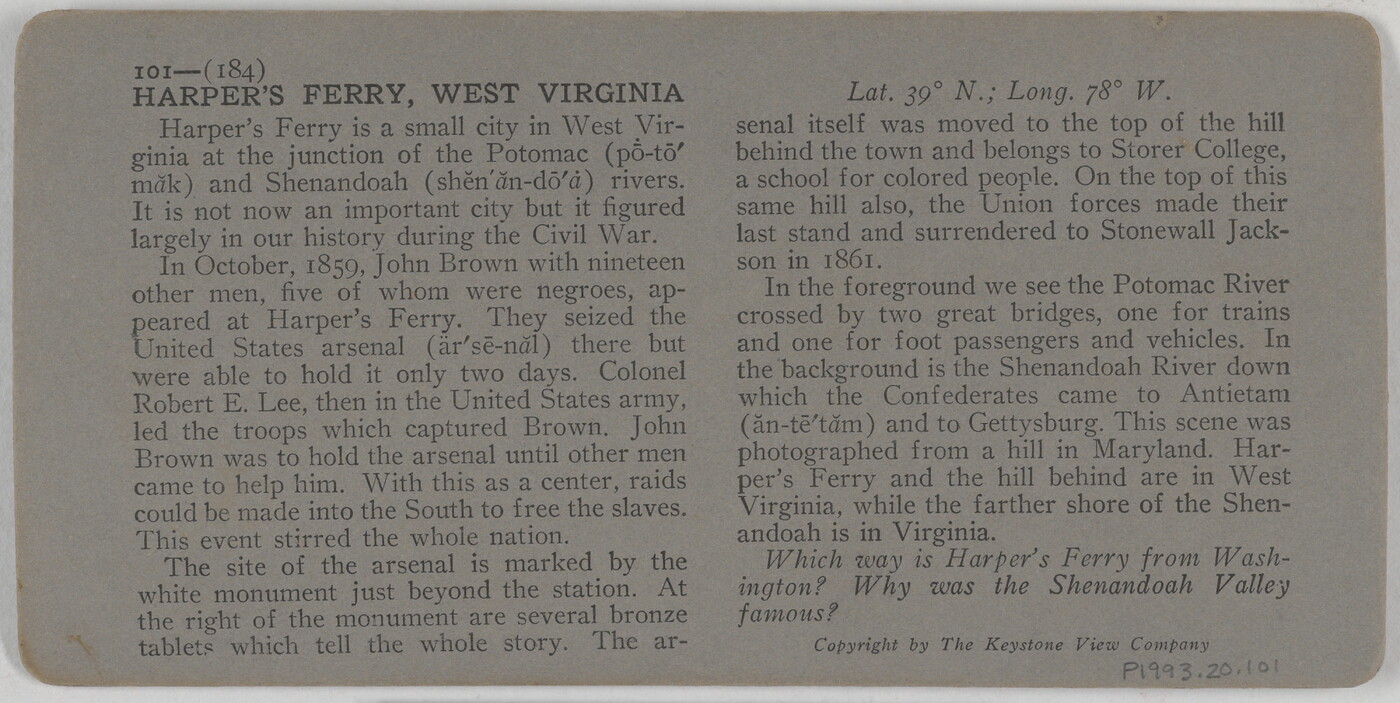 101—(184)
HARPER'S FERRY, WEST VIRGINIA
Harper's Ferry is a small city in West Vir-
ginia at the junction of the Potomac (pō-tō′
măk) and Shenandoah (shĕn′ăn-dō′ȧ) rivers.
It is not now an important city but it figured
largely in our history during the Civil War.
In October, 1859, John Brown with nineteen
other men, five of whom were negroes, ap-
peared at Harper's Ferry. They seized the
United States arsenal (är′sē-năl) there but
were able to hold it only two days. Colonel
Robert E. Lee, then in the United States army,
led the troops which captured Brown. John
Brown was to hold the arsenal until other men
came to help him. With this as a center, raids
could be made into the South to free the slaves.
This event stirred the whole nation.
The site of the arsenal is marked by the
white monument just beyond the station. At
the right of the monument are several bronze
tablets which tell the whole story. The ar-
Lat. 39° N.; Long. 78° W.
senal itself was moved to the top of the hill
behind the town and belongs to Storer College,
a school for colored people. On the top of this
same hill also, the Union forces made their
last stand and surrendered to Stonewall Jack-
son in 1861.
In the foreground we see the Potomac River
crossed by two great bridges, one for trains
and one for foot passengers and vehicles. In
the background is the Shenandoah River down
which the Confederates came to Antietam
(ăn-tē′tăm) and to Gettysburg. This scene was
photographed from a hill in Maryland. Har-
per's Ferry and the hill behind are in West
Virginia, while the farther shore of the Shen-
andoah is in Virginia.
Which way is Harper's Ferry from Wash-
ington? Why was the Shenandoah Valley
famous?
Copyright by The Keystone View Company
P1993.20.101